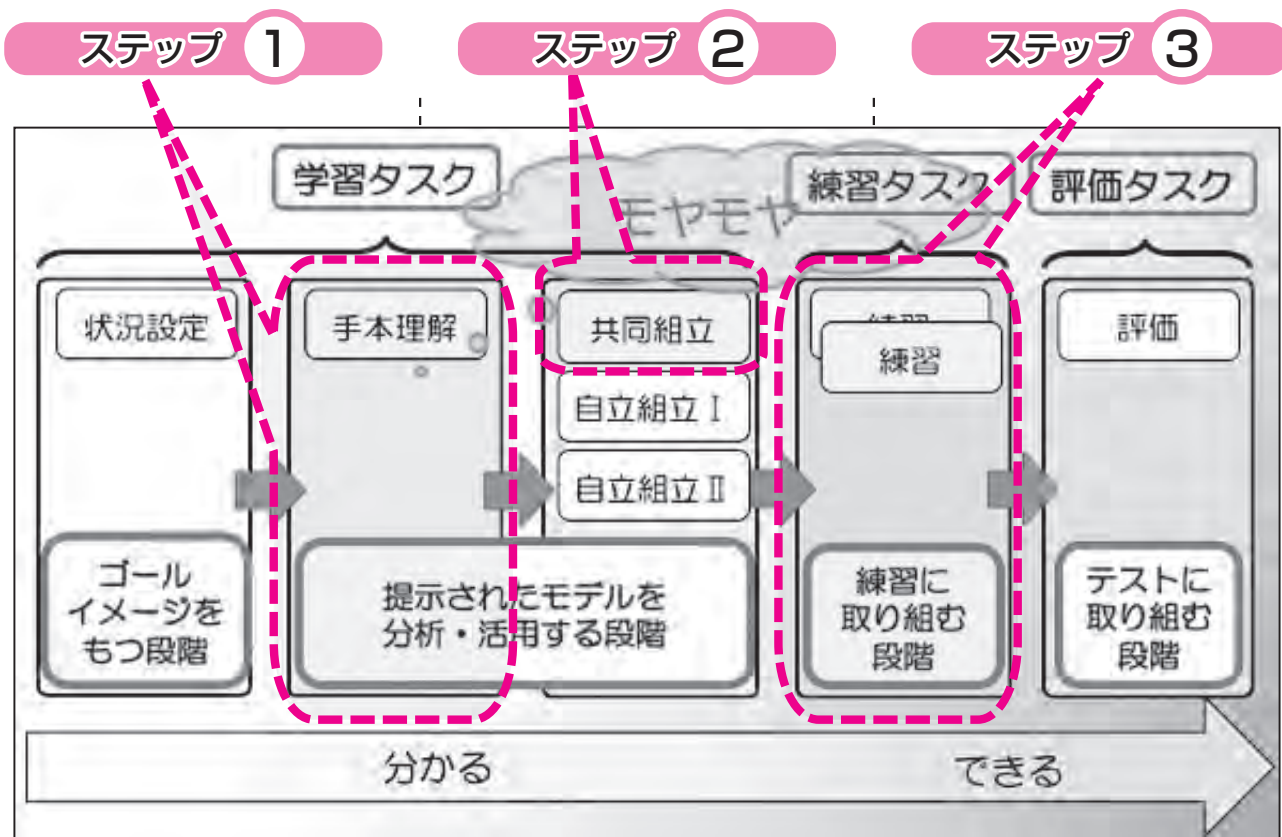 ステップ ①
ステップ ②
ステップ ③
学習タスク
モヤモヤ
練習タスク
評価タスク
状況設定
手本理解
共同組立
自立組立 Ⅰ
自立組立 Ⅱ
練習
練習
評価
ゴール
イメージを
もつ段階
提示されたモデルを
分析・活用する段階
練習に
取り組む
段階
テストに
取り組む
段階
分かる
できる